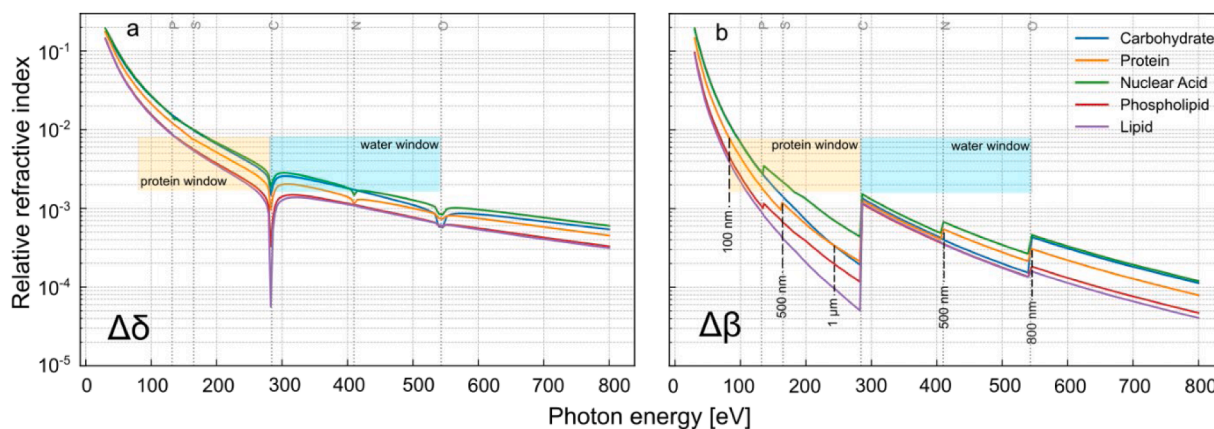 Relative refractive index
a
P
S
C
N
O
10^-1
10^-2
10^-3
10^-4
10^-5
water window
protein window
Δδ
0
100
200
300
400
500
600
700
800
b
P
S
C
N
O
Carbohydrate
Protein
Nuclear Acid
Phospholipid
Lipid
protein window
water window
100 nm
500 nm
1 μm
500 nm
800 nm
Δβ
0
100
200
300
400
500
600
700
800
Photon energy [eV]